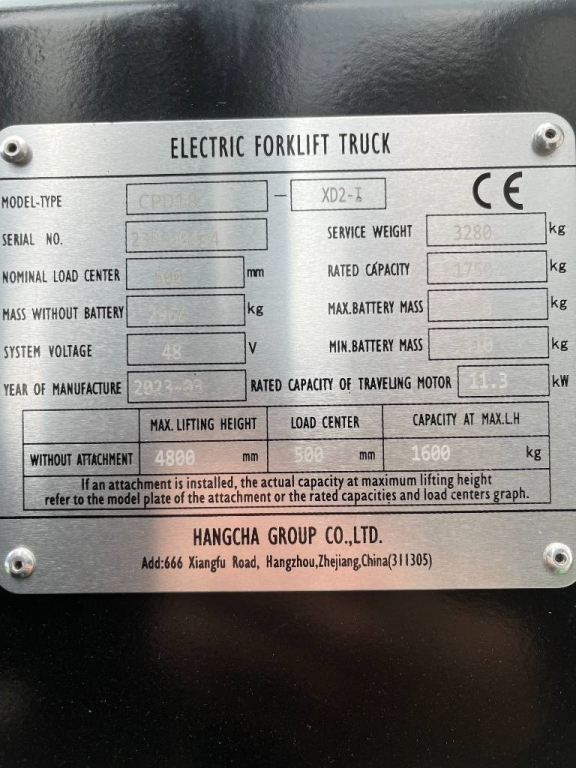 ELECTRIC FORKLIFT TRUCK
MODEL-TYPE - XD2-I CE
SERIAL NO. SERVICE WEIGHT 3280 kg
NOMINAL LOAD CENTER 500 mm RATED CAPACITY 1750 kg
MASS WITHOUT BATTERY kg MAX.BATTERY MASS kg
SYSTEM VOLTAGE 48 V MIN.BATTERY MASS kg
YEAR OF MANUFACTURE 2023-03 RATED CAPACITY OF TRAVELING MOTOR 11.3 kW
MAX. LIFTING HEIGHT LOAD CENTER CAPACITY AT MAX.L.H
WITHOUT ATTACHMENT 4800 mm 500 mm 1600 kg
If an attachment is installed, the actual capacity at maximum lifting height
refer to the model plate of the attachment or the rated capacities and load centers graph.
HANGCHA GROUP CO.,LTD.
Add:666 Xiangfu Road, Hangzhou,Zhejiang,China(311305)